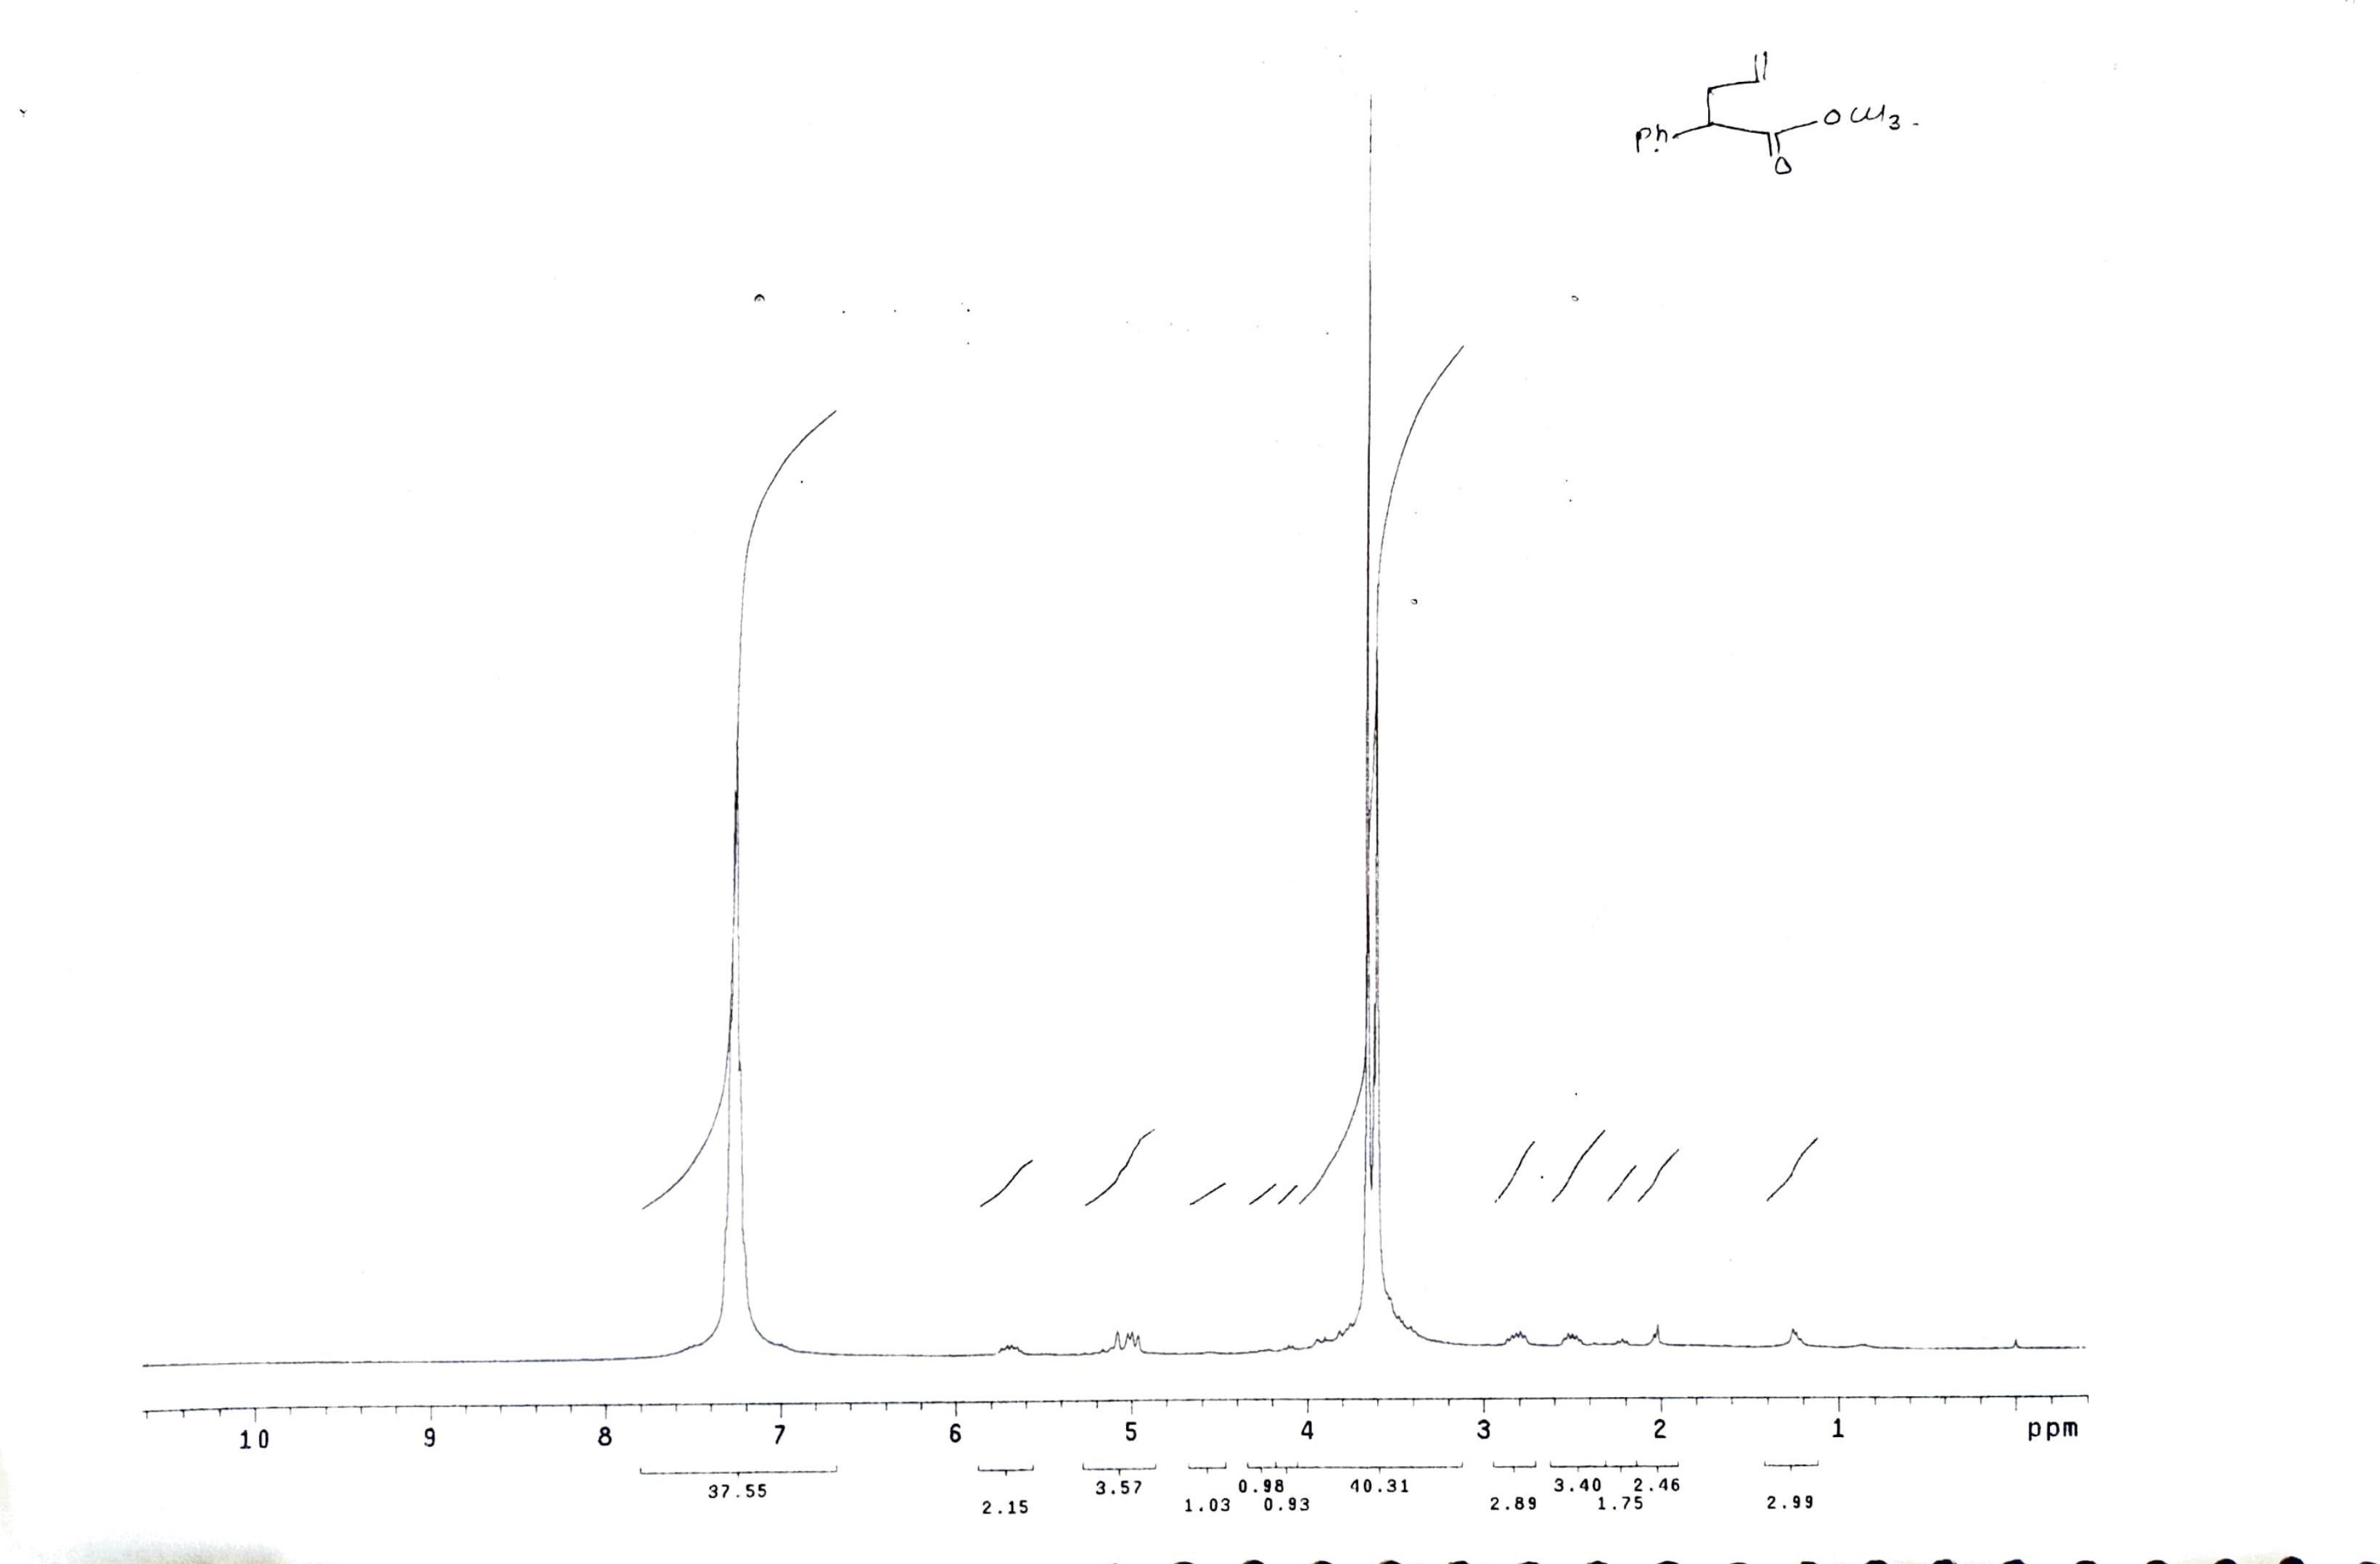 OCH3.
Ph
O
10 9 8 7 6 5 4 3 2 1 ppm
37.55 3.57 0.98 40.31 3.40 2.46
2.15 1.03 0.93 2.89 1.75 2.99